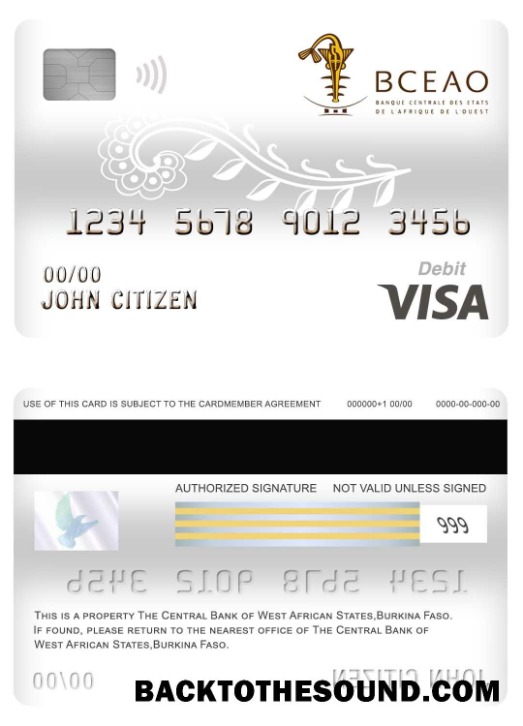 BCEAO
BANQUE CENTRALE DES ETATS
DE L'AFRIQUE DE L'OUEST
1234 5678 9012 3456
00/00
JOHN CITIZEN
Debit
VISA
USE OF THIS CARD IS SUBJECT TO THE CARDMEMBER AGREEMENT 000000+1 00/00 0000-00-000-00
AUTHORIZED SIGNATURE NOT VALID UNLESS SIGNED
999
1234 5678 9012 3456
THIS IS A PROPERTY THE CENTRAL BANK OF WEST AFRICAN STATES,BURKINA FASO.
IF FOUND, PLEASE RETURN TO THE NEAREST OFFICE OF THE CENTRAL BANK OF
WEST AFRICAN STATES,BURKINA FASO.
00/00
JOHN CITIZEN
BACKTOTHESOUND.COM